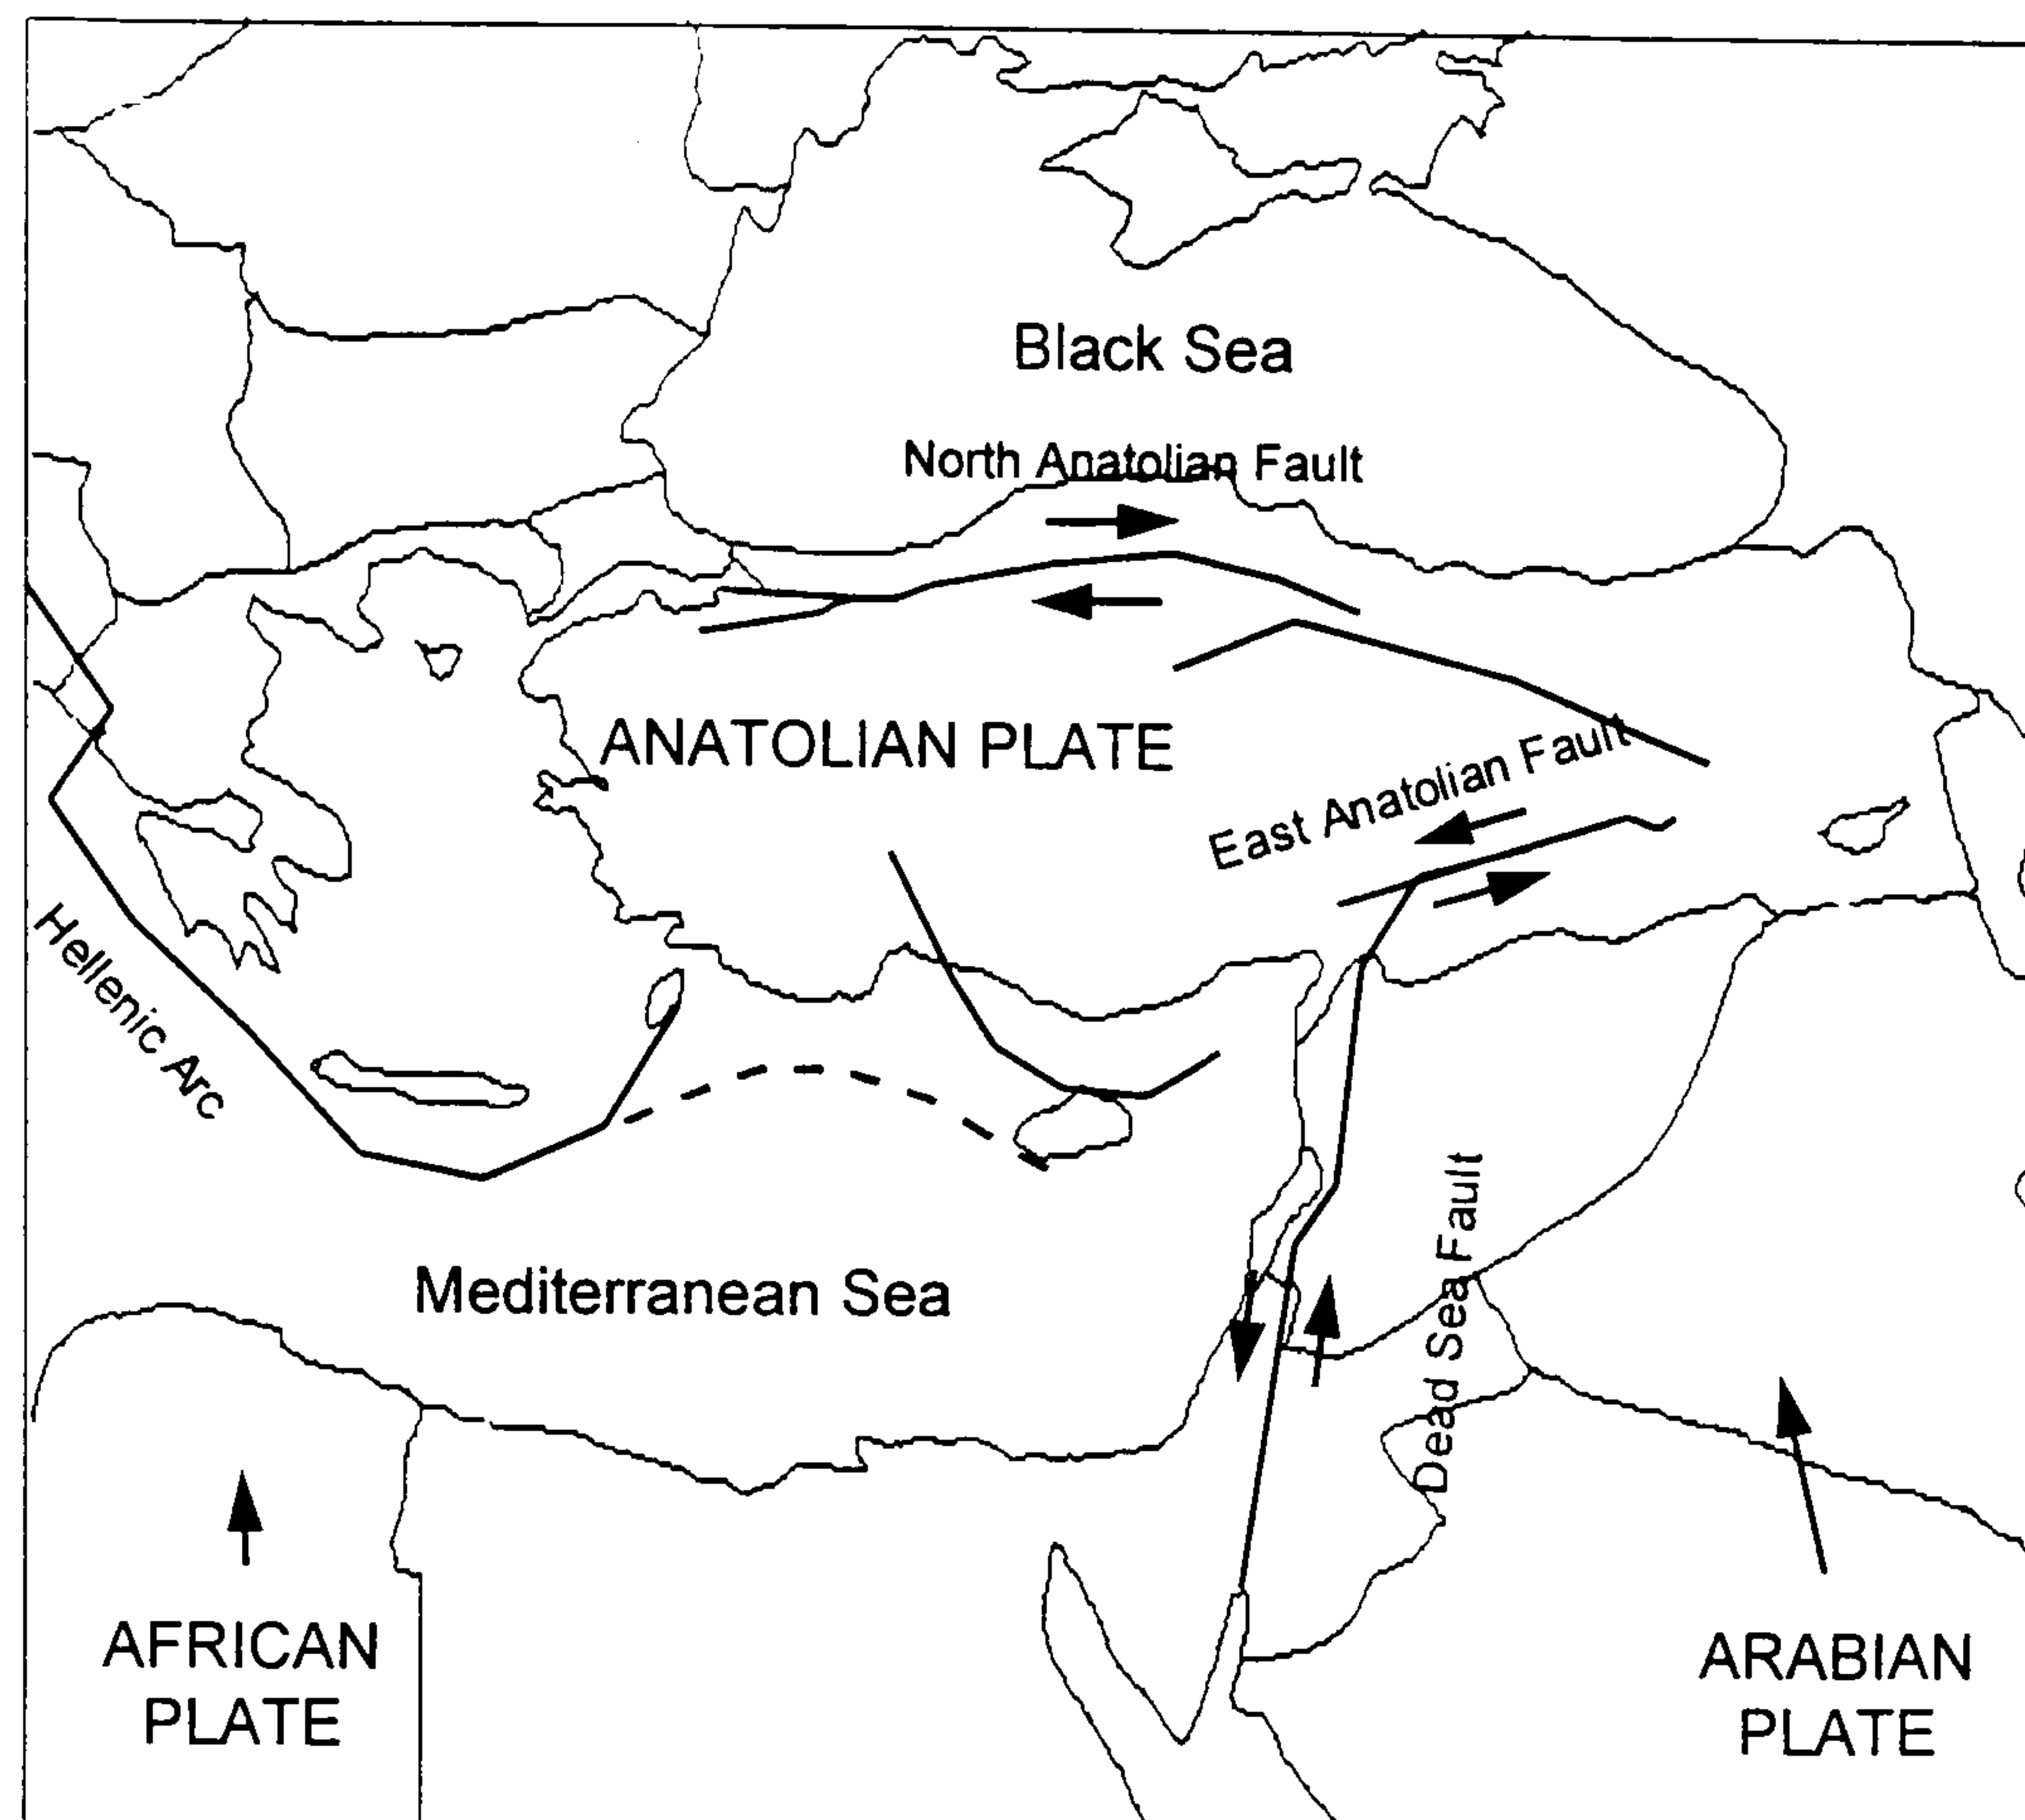 Black Sea
North Anatolian Fault
ANATOLIAN PLATE
East Anatolian Fault
Hellenic Arc
Dead Sea Fault
Mediterranean Sea
AFRICAN
PLATE
ARABIAN
PLATE